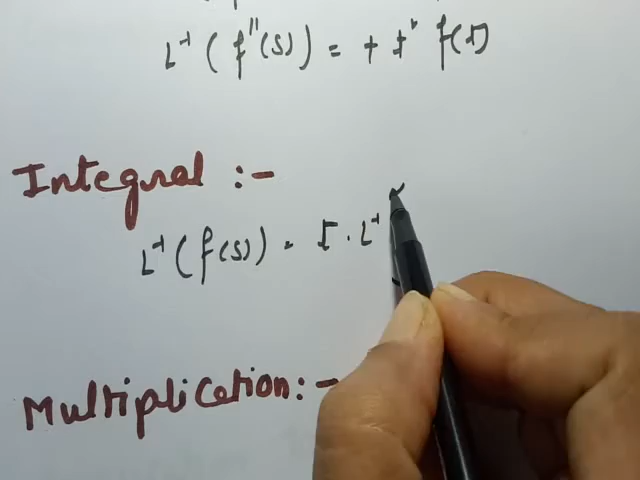 L⁻¹ (f''(s)) = + t² f(t)
Integral :-
L⁻¹ (f(s)) = t . L⁻¹
Multiplication :-